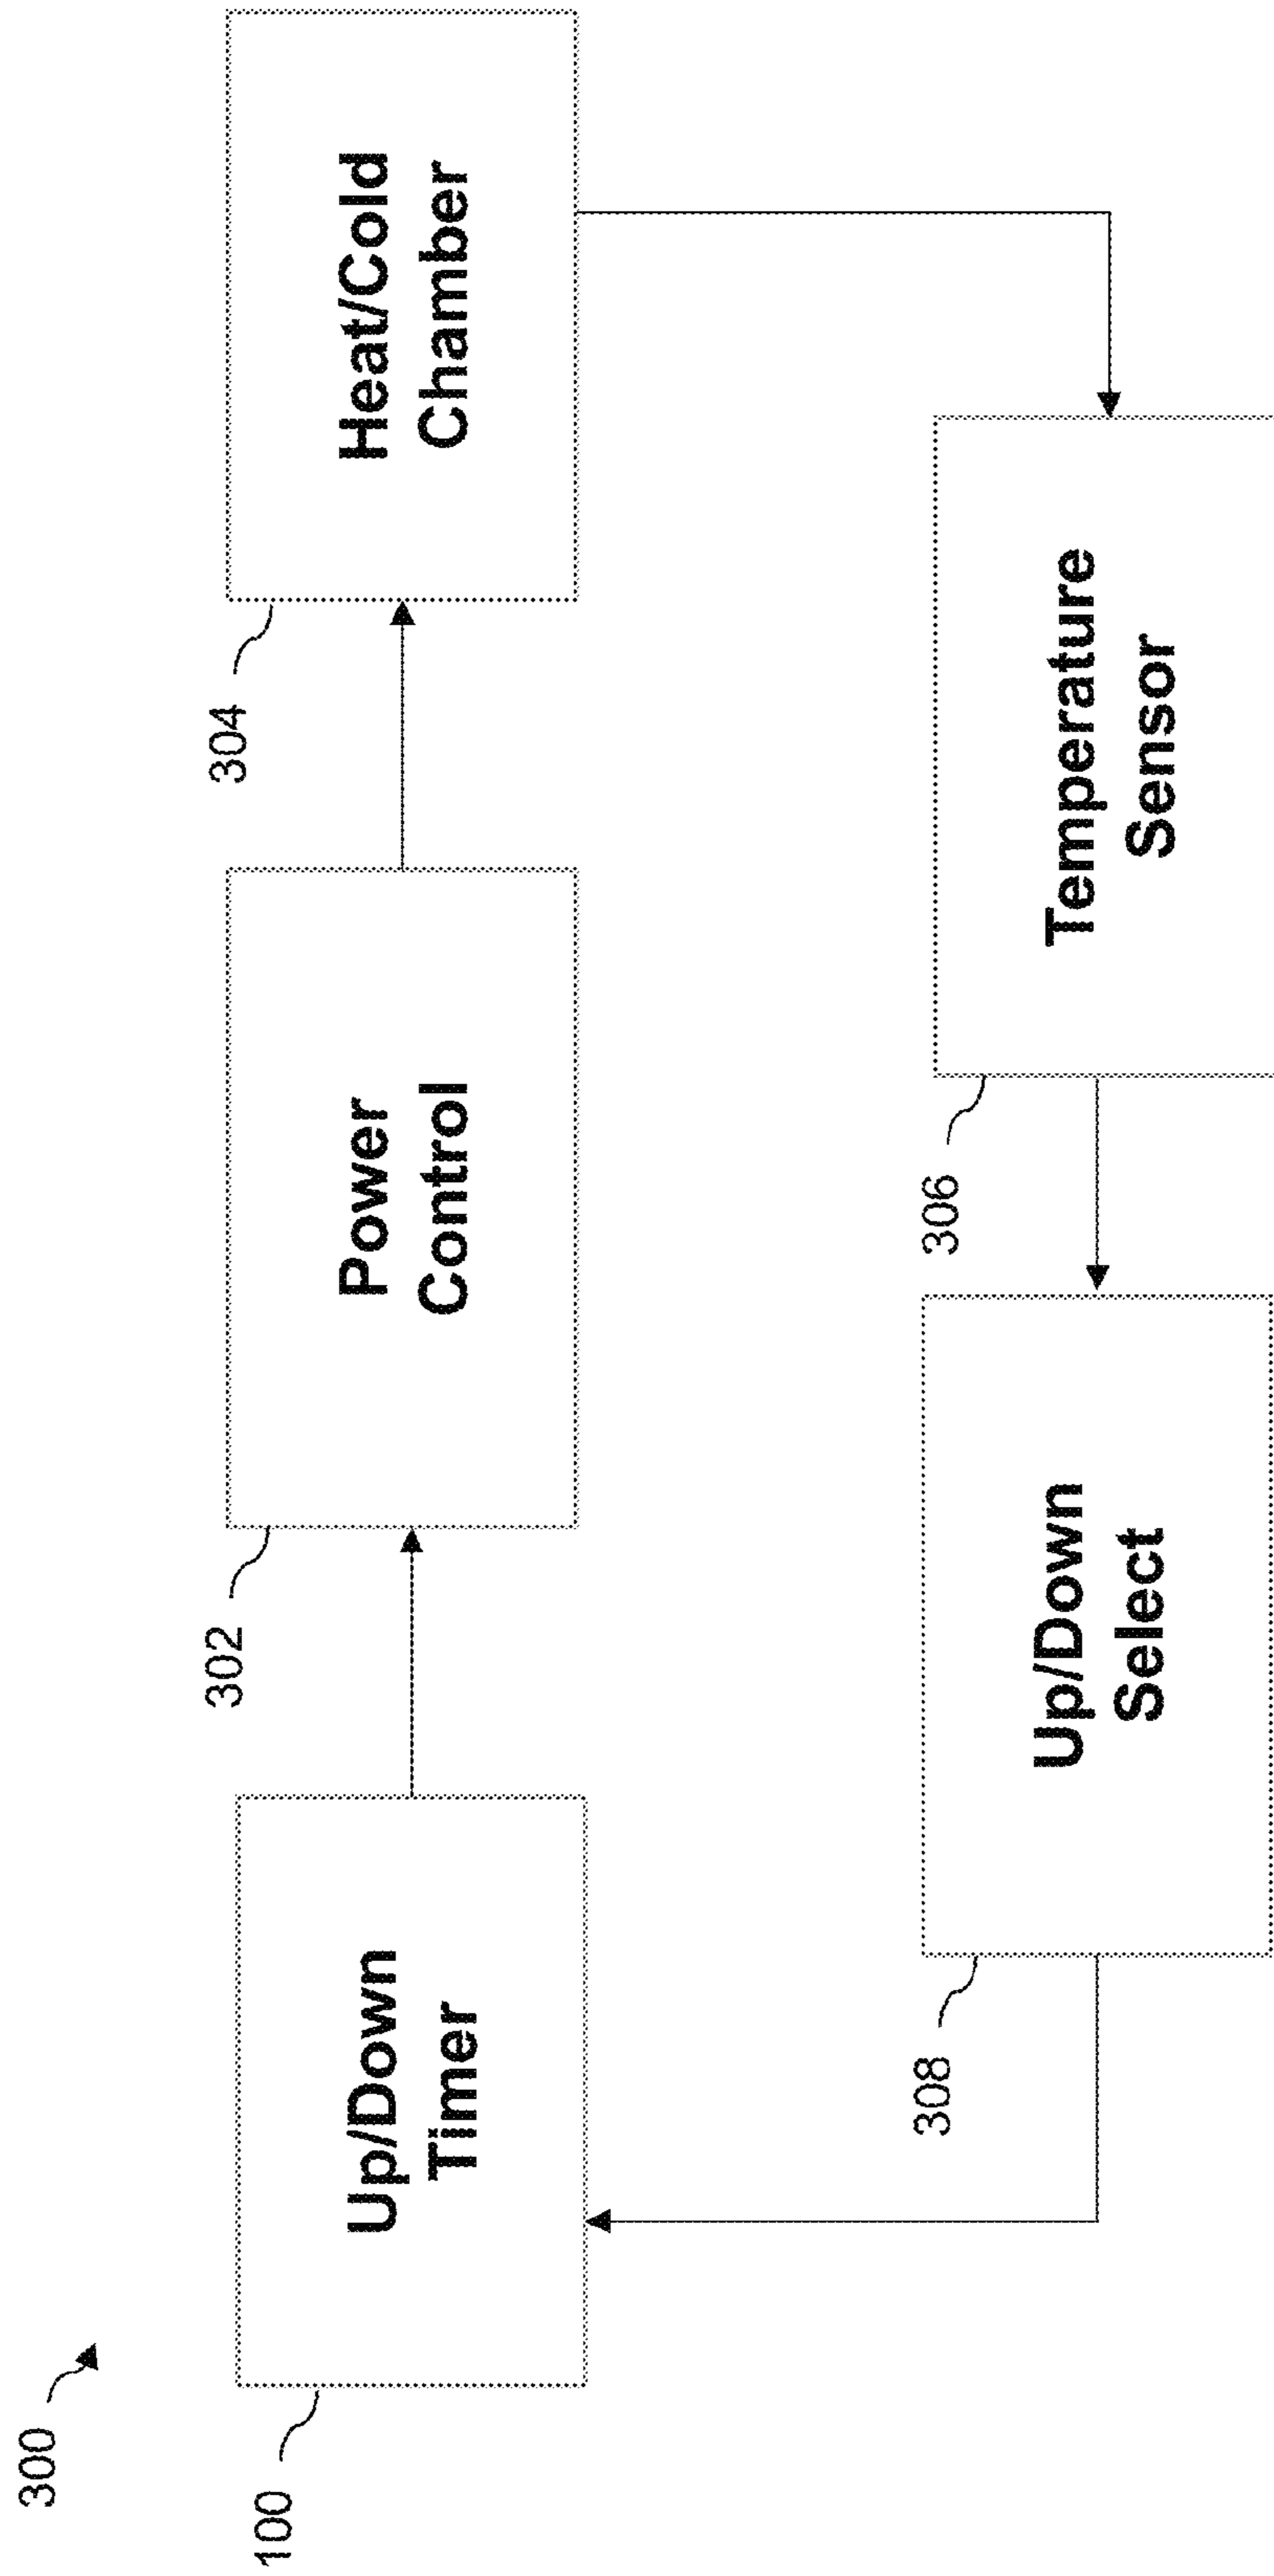 300
100
Up/Down
Timer
302
Power
Control
304
Heat/Cold
Chamber
308
Up/Down
Select
306
Temperature
Sensor